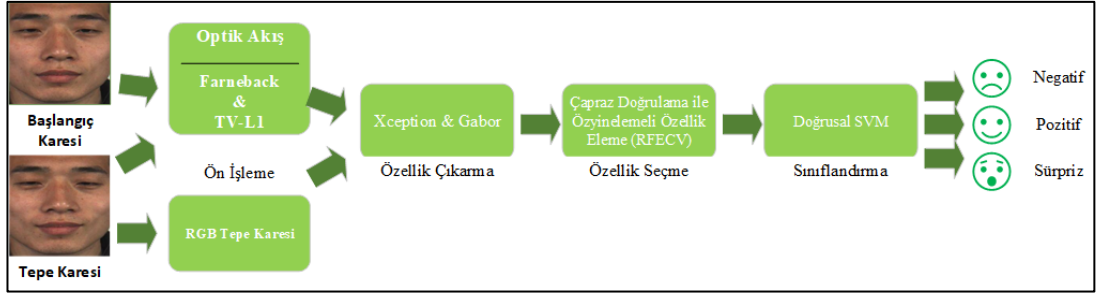 Başlangıç
Karesi
Tepe Karesi
Optik Akış
Farneback
&
TV-L1
Ön İşleme
RGB Tepe Karesi
Xception & Gabor
Özellik Çıkarma
Çapraz Doğrulama ile
Özyinelemeli Özellik
Eleme (RFECV)
Özellik Seçme
Doğrusal SVM
Sınıflandırma
Negatif
Pozitif
Sürpriz